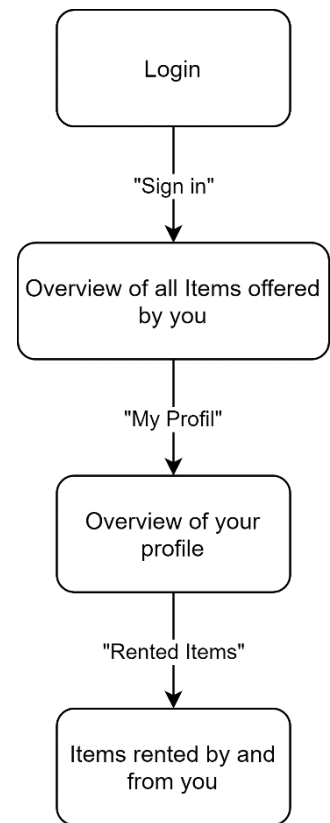 Login
"Sign in"
Overview of all Items offered
by you
"My Profil"
Overview of your
profile
"Rented Items"
Items rented by and
from you